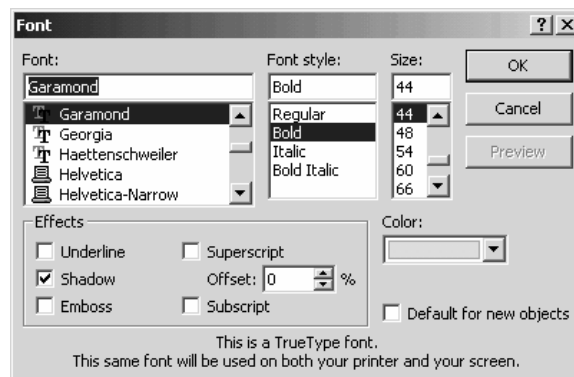 Font
Font: Font style: Size:
Garamond Bold 44 OK
Garamond Regular 44
Georgia Bold 48 Cancel
Haettenschweiler Italic 54
Helvetica Bold Italic 60 Preview
Helvetica-Narrow 66
Effects Color:
Underline Superscript
Shadow Offset: 0 %
Emboss Subscript Default for new objects
This is a TrueType font.
This same font will be used on both your printer and your screen.